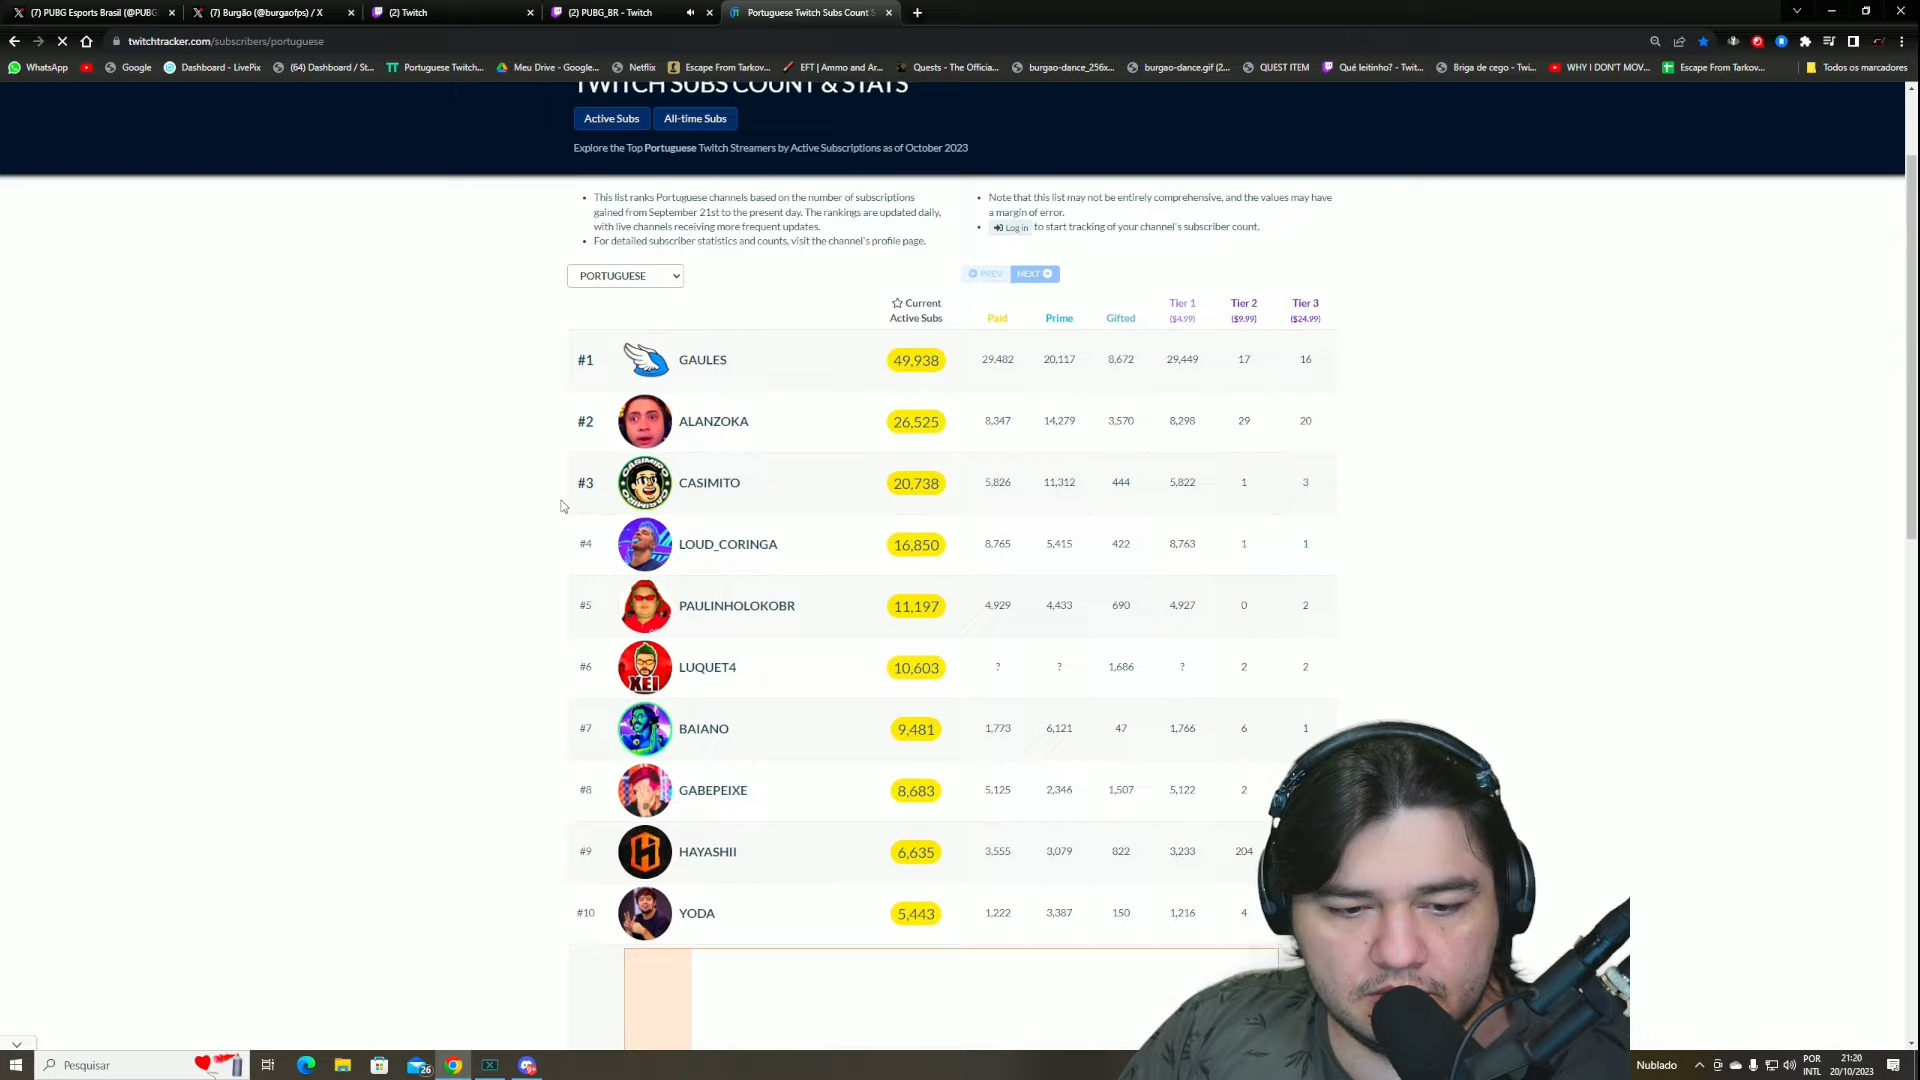 (7) PUBG Esports Brasil (@PUBG
(7) Burgão (@burgaofps) / X
(2) Twitch
(2) PUBG_BR - Twitch
Portuguese Twitch Subs Count S
twitchtracker.com/subscribers/portuguese
WhatsApp
Google
Dashboard - LivePix
(64) Dashboard / St...
Portuguese Twitch...
Meu Drive - Google...
Netflix
Escape From Tarkov...
EFT | Ammo and Ar...
Quests - The Officia...
burgao-dance_256x...
burgao-dance.gif (2...
QUEST ITEM
Qué leitinho? - Twit...
Briga de cego - Twi...
WHY I DON'T MOV...
Escape From Tarkov...
Todos os marcadores
TWITCH SUBS COUNT & STATS
Active Subs All-time Subs
Explore the Top Portuguese Twitch Streamers by Active Subscriptions as of October 2023
This list ranks Portuguese channels based on the number of subscriptions
gained from September 21st to the present day. The rankings are updated daily,
with live channels receiving more frequent updates.
For detailed subscriber statistics and counts, visit the channel's profile page.
Note that this list may not be entirely comprehensive, and the values may have
a margin of error.
Log in to start tracking of your channel's subscriber count.
PORTUGUESE
PREV NEXT
Current
Active Subs
Paid
Prime
Gifted
Tier 1
($4.99)
Tier 2
($9.99)
Tier 3
($24.99)
#1 GAULES 49,938 29,482 20,117 8,672 29,449 17 16
#2 ALANZOKA 26,525 8,347 14,279 3,570 8,298 29 20
#3 CASIMITO 20,738 5,826 11,312 444 5,822 1 3
#4 LOUD_CORINGA 16,850 8,765 5,415 422 8,763 1 1
#5 PAULINHOLOKOBR 11,197 4,929 4,433 690 4,927 0 2
#6 LUQUET4 10,603 ? ? 1,686 ? 2 2
#7 BAIANO 9,481 1,773 6,121 47 1,766 6 1
#8 GABEPEIXE 8,683 5,125 2,346 1,507 5,122 2
#9 HAYASHII 6,635 3,555 3,079 822 3,233 204
#10 YODA 5,443 1,222 3,387 150 1,216 4
CASIMIRO
CASIMIRO
XEI
Pesquisar
26
Nublado
POR
INTL
21:20
20/10/2023